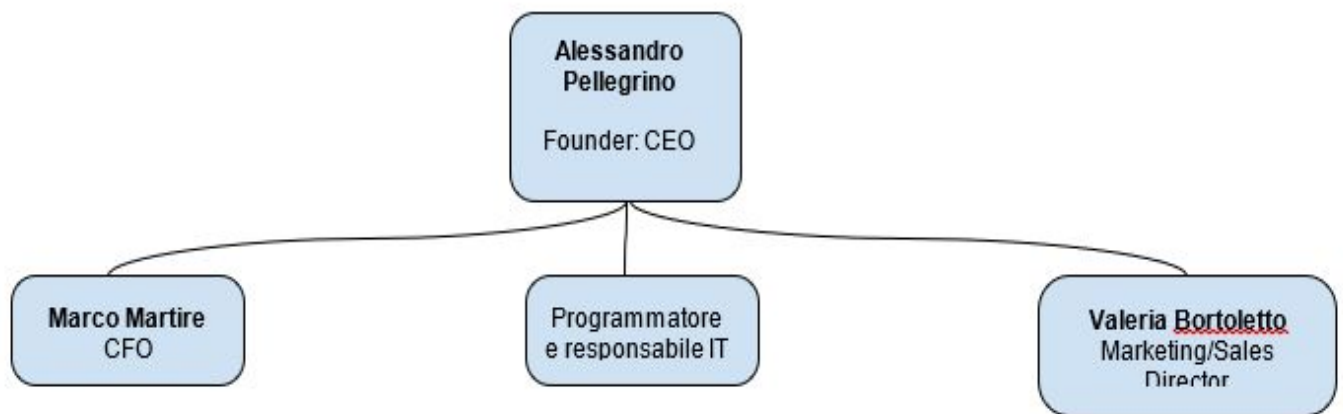 Alessandro
Pellegrino
Founder: CEO
Marco Martire
CFO
Programmatore
e responsabile IT
Valeria Bortoletto
Marketing/Sales
Director